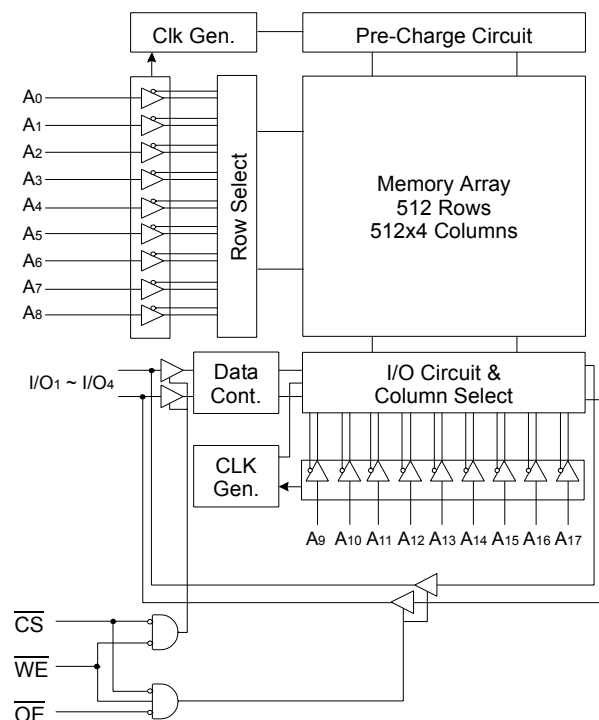 Clk Gen.
Pre-Charge Circuit
A0
A1
A2
A3
A4
A5
A6
A7
A8
Row Select
Memory Array
512 Rows
512x4 Columns
I/O1 ~ I/O4
Data
Cont.
I/O Circuit &
Column Select
CLK
Gen.
A9 A10 A11 A12 A13 A14 A15 A16 A17
CS
WE
OE